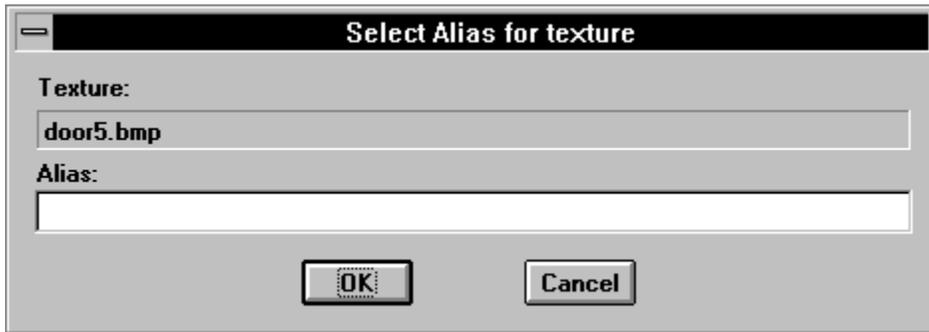 Select Alias for texture
Texture:
door5.bmp
Alias:
OK
Cancel